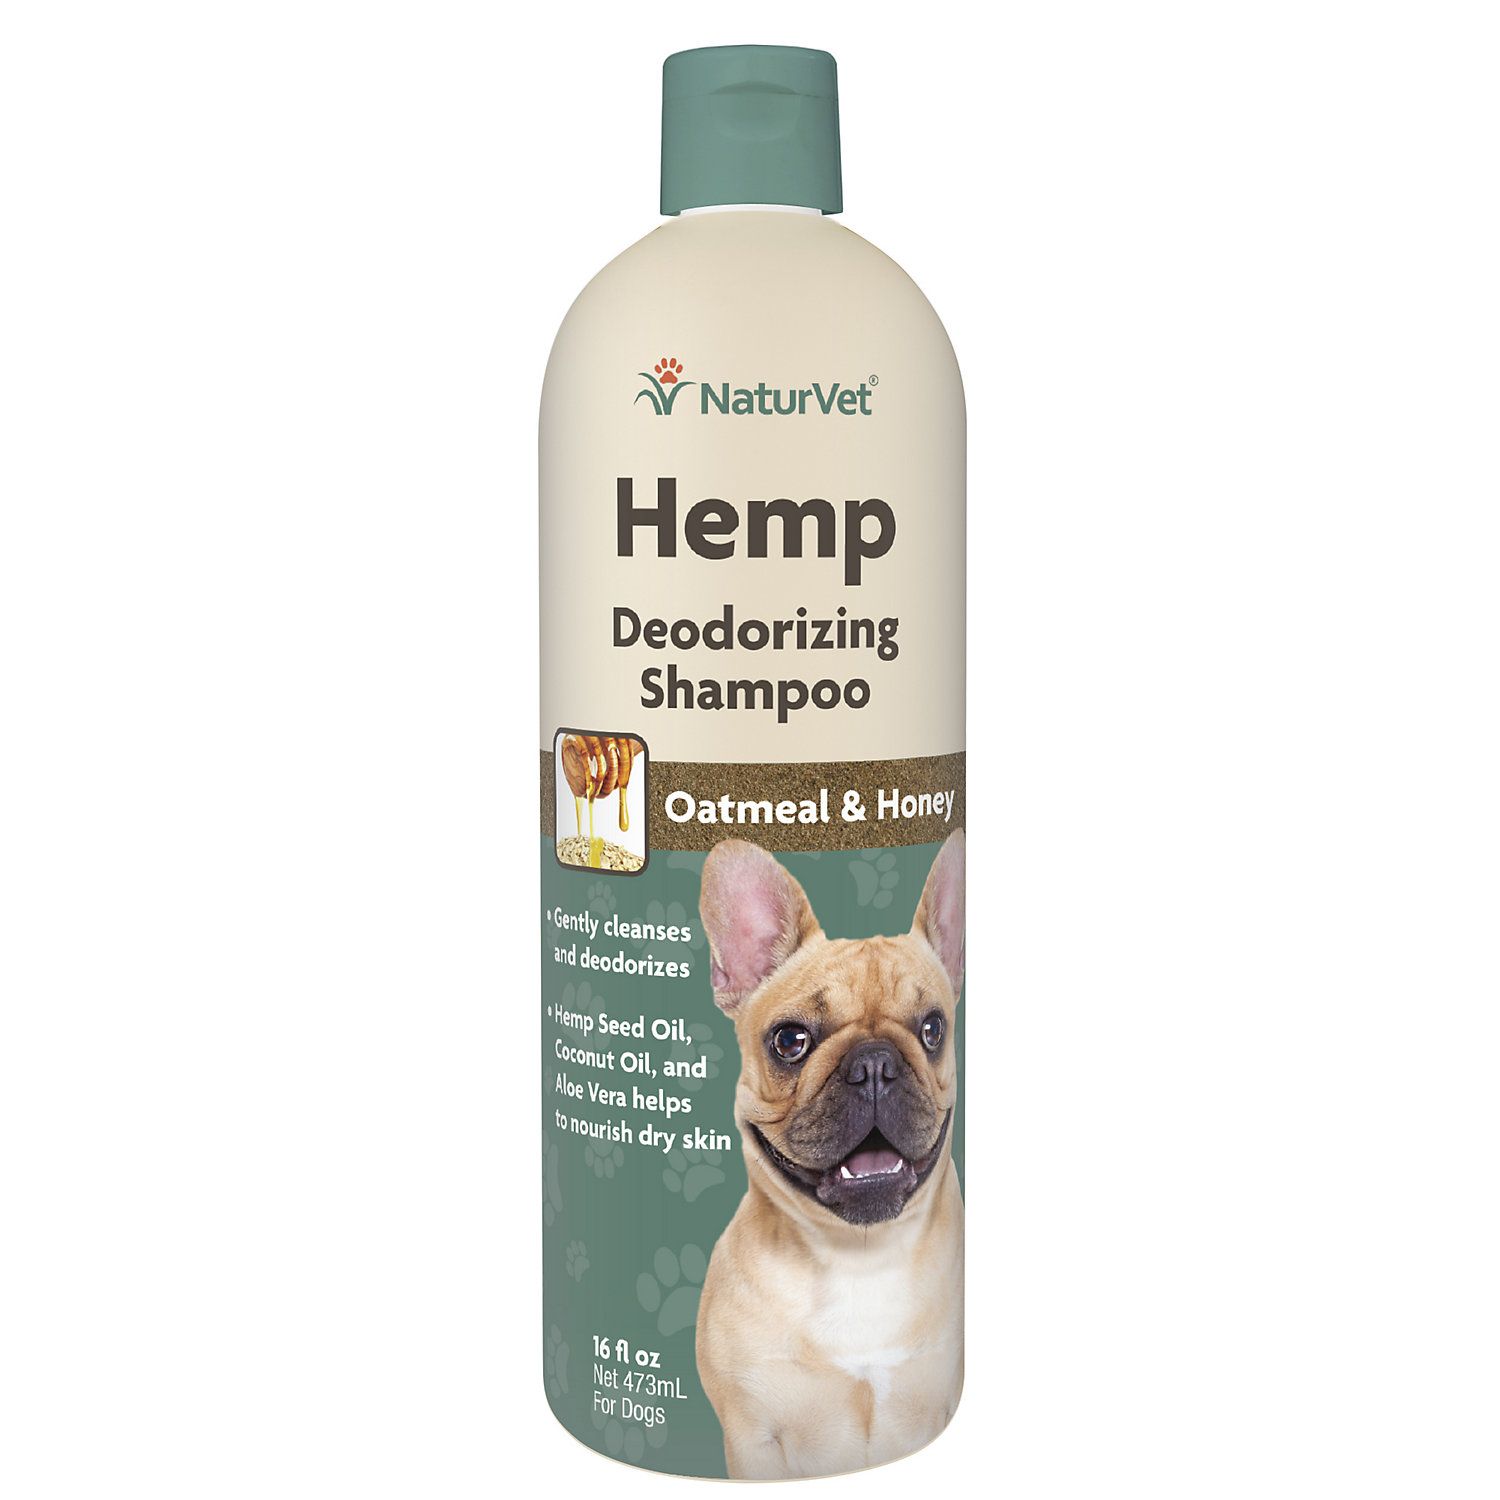 NaturVet®
Hemp
Deodorizing
Shampoo
Oatmeal & Honey
• Gently cleanses
and deodorizes
• Hemp Seed Oil,
Coconut Oil, and
Aloe Vera helps
to nourish dry skin
16 fl oz
Net 473mL
For Dogs